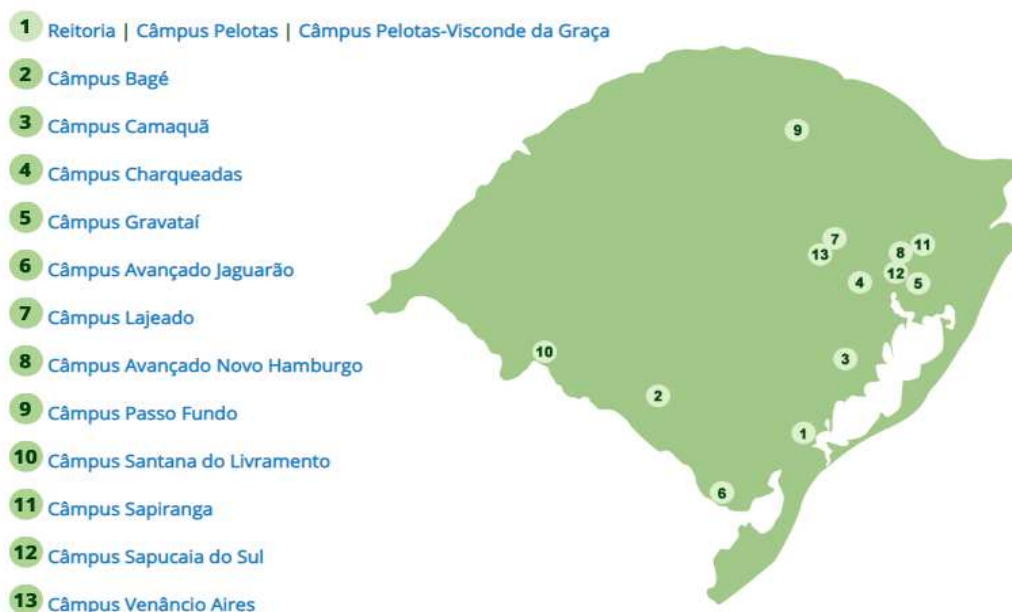 1 Reitoria | Câmpus Pelotas | Câmpus Pelotas-Visconde da Graça
2 Câmpus Bagé
3 Câmpus Camaquã
4 Câmpus Charqueadas
5 Câmpus Gravataí
6 Câmpus Avançado Jaguarão
7 Câmpus Lajeado
8 Câmpus Avançado Novo Hamburgo
9 Câmpus Passo Fundo
10 Câmpus Santana do Livramento
11 Câmpus Sapiranga
12 Câmpus Sapucaia do Sul
13 Câmpus Venâncio Aires
9
7
11
8
13
12
4
5
10
3
2
1
6